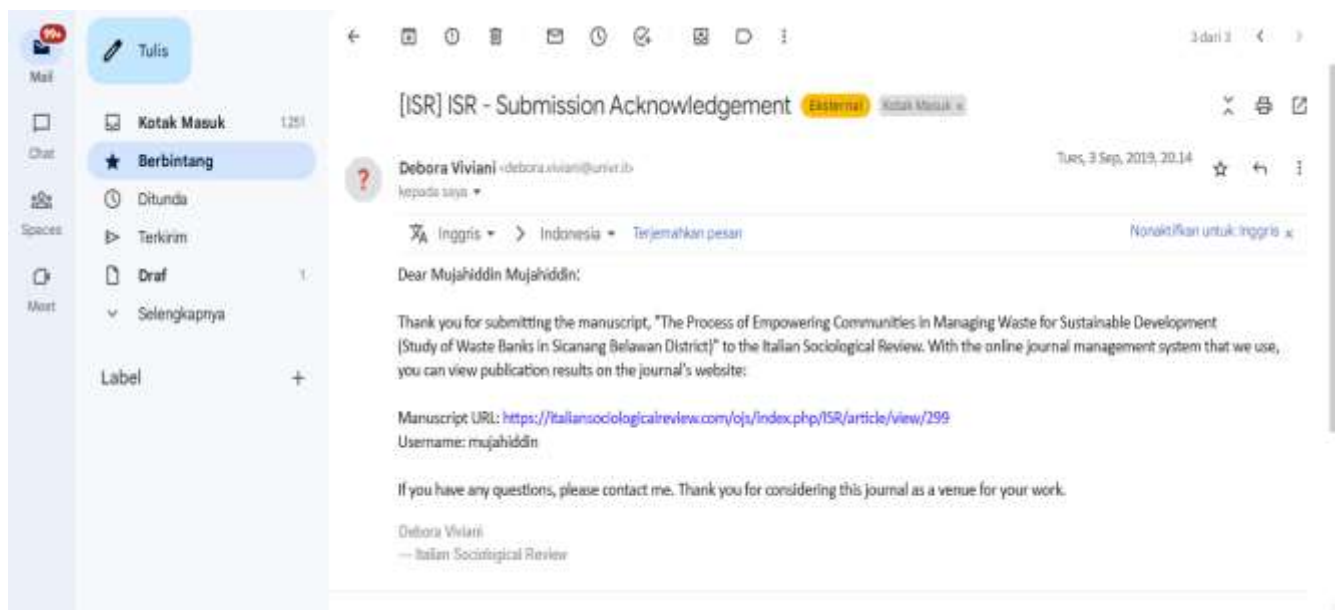 99+
Mail
Chat
Spaces
Meet
Tulis
Kotak Masuk 1.251
Berbintang
Ditunda
Terkirim
Draf 1
Selengkapnya
Label +
3 dari 3
[ISR] ISR - Submission Acknowledgement Eksternal Kotak Masuk x
Debora Viviani <debora.viviani@univr.it>
Tues, 3 Sep, 2019, 20.14
kepada saya
Inggris > Indonesia Terjemahkan pesan
Nonaktifkan untuk: Inggris x
Dear Mujahiddin Mujahiddin:
Thank you for submitting the manuscript, "The Process of Empowering Communities in Managing Waste for Sustainable Development
(Study of Waste Banks in Sicanang Belawan District)" to the Italian Sociological Review. With the online journal management system that we use,
you can view publication results on the journal's website:
Manuscript URL: https://italiansociologicalreview.com/ojs/index.php/ISR/article/view/299
Username: mujahiddin
If you have any questions, please contact me. Thank you for considering this journal as a venue for your work.
Debora Viviani
— Italian Sociological Review